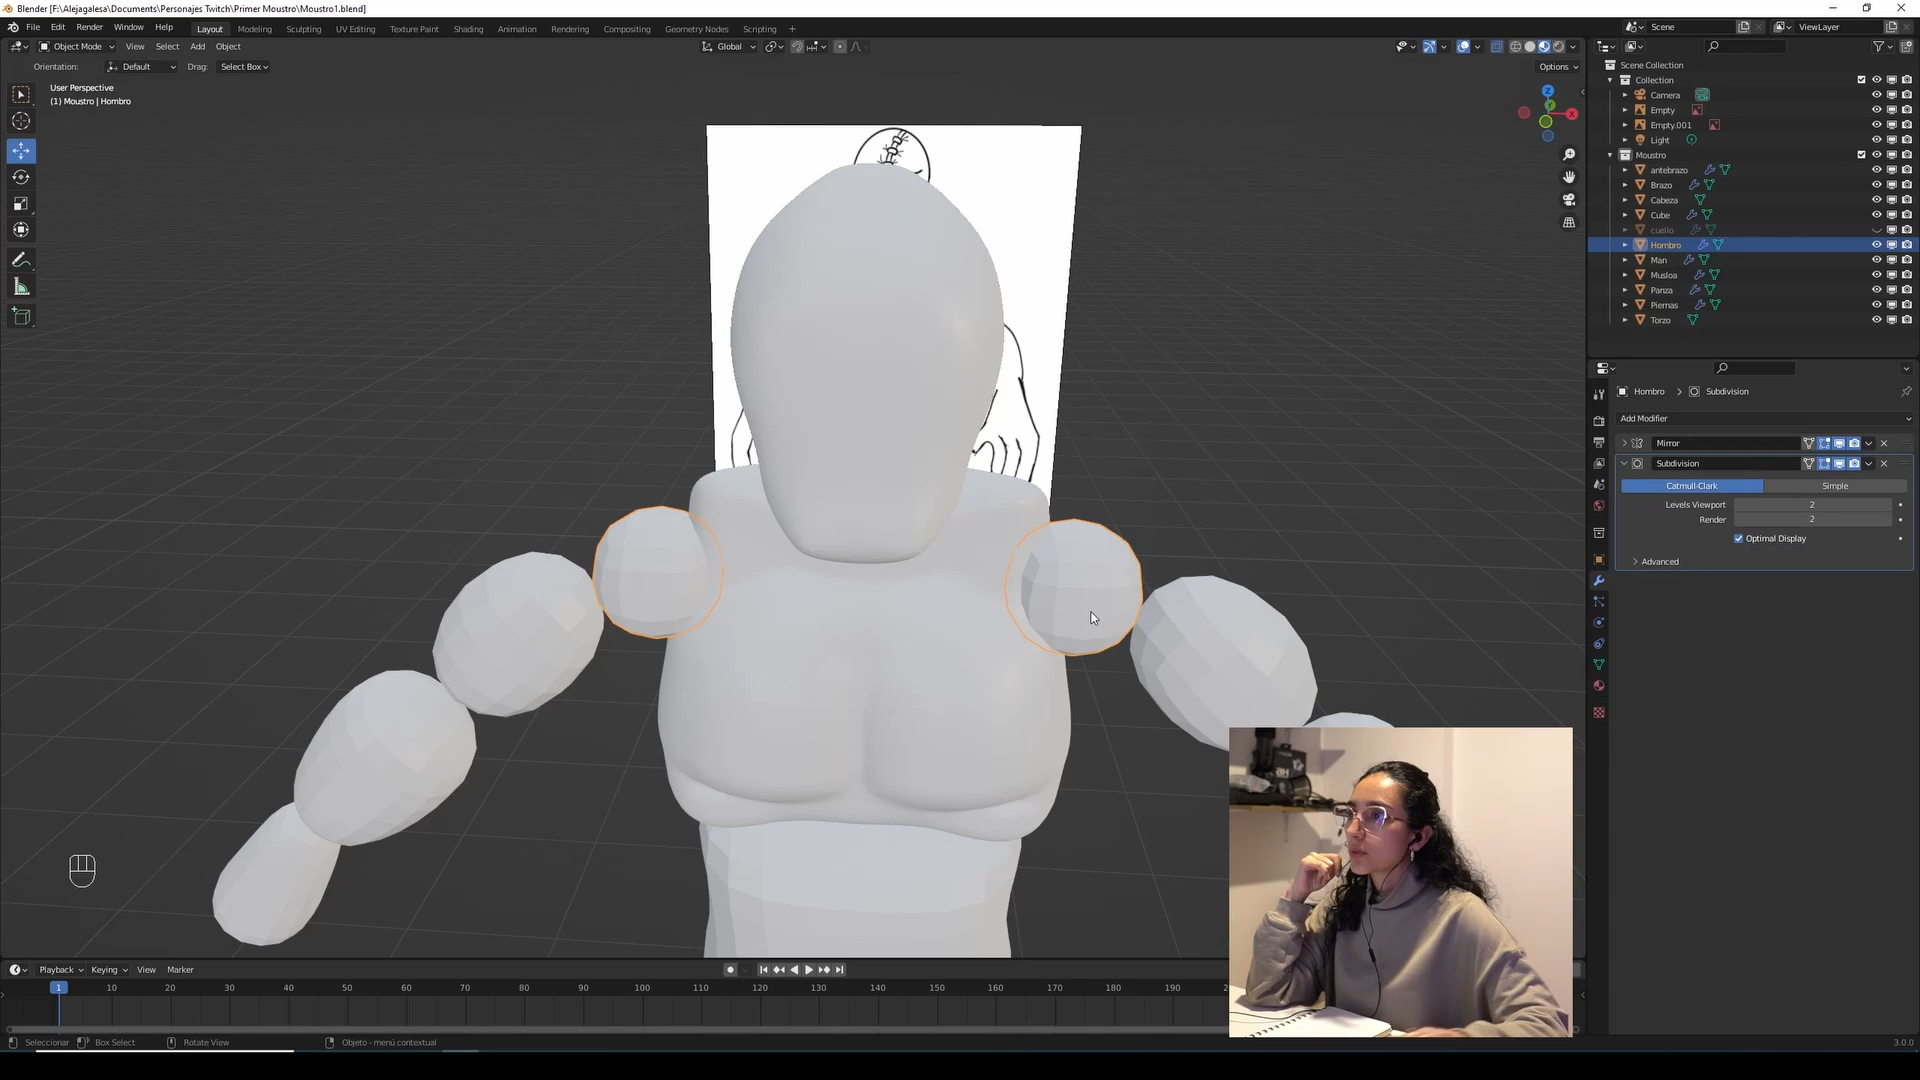 Blender [F:\Alejagalesa\Documents\Personajes Twitch\Primer Moustro\Moustro1.blend]
File Edit Render Window Help Layout Modeling Sculpting UV Editing Texture Paint Shading Animation Rendering Compositing Geometry Nodes Scripting + Scene ViewLayer
Object Mode View Select Add Object Global
Orientation: Default Drag: Select Box Options
User Perspective
(1) Moustro | Hombro
Z
Y
X
Scene Collection
Collection
Camera
Empty
Empty.001
Light
Moustro
antebrazo
Brazo
Cabeza
Cube
cuello
Hombro
Man
Musloa
Panza
Piernas
Torzo
Hombro > Subdivision
Add Modifier
Mirror
Subdivision
Catmull-Clark Simple
Levels Viewport 2
Render 2
Optimal Display
Advanced
Playback Keying View Marker
1 10 20 30 40 50 60 70 80 90 100 110 120 130 140 150 160 170 180 190
Seleccionar Box Select Rotate View Objeto - menú contextual 3.0.0